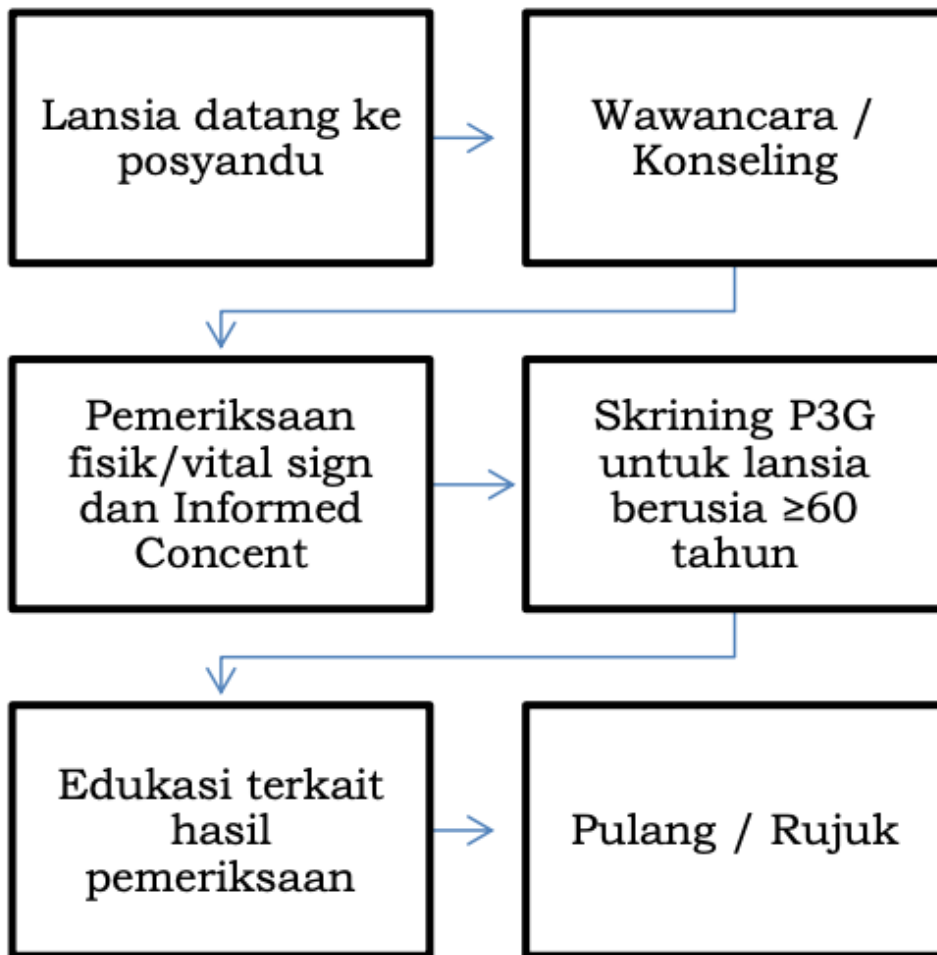 Lansia datang ke
posyandu
Wawancara /
Konseling
Pemeriksaan
fisik/vital sign
dan Informed
Concent
Skrining P3G
untuk lansia
berusia ≥60
tahun
Edukasi terkait
hasil
pemeriksaan
Pulang / Rujuk